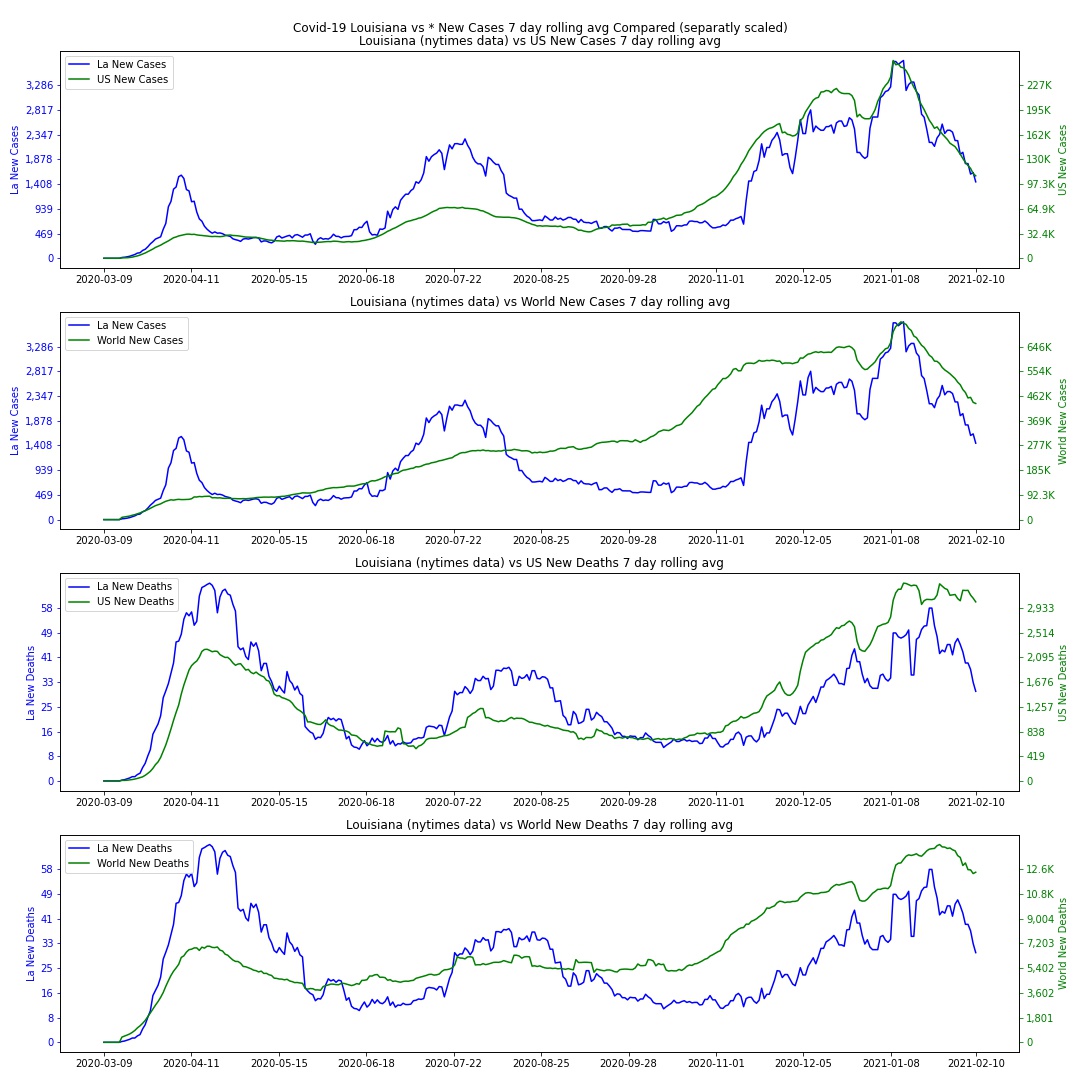 Covid-19 Louisiana vs * New Cases 7 day rolling avg Compared (separatly scaled)
Louisiana (nytimes data) vs US New Cases 7 day rolling avg
La New Cases
US New Cases
3,286
2,817
2,347
1,878
1,408
939
469
0
La New Cases
227K
195K
162K
130K
97.3K
64.9K
32.4K
0
US New Cases
2020-03-09 2020-04-11 2020-05-15 2020-06-18 2020-07-22 2020-08-25 2020-09-28 2020-11-01 2020-12-05 2021-01-08 2021-02-10
Louisiana (nytimes data) vs World New Cases 7 day rolling avg
La New Cases
World New Cases
3,286
2,817
2,347
1,878
1,408
939
469
0
La New Cases
646K
554K
462K
369K
277K
185K
92.3K
0
World New Cases
2020-03-09 2020-04-11 2020-05-15 2020-06-18 2020-07-22 2020-08-25 2020-09-28 2020-11-01 2020-12-05 2021-01-08 2021-02-10
Louisiana (nytimes data) vs US New Deaths 7 day rolling avg
La New Deaths
US New Deaths
58
49
41
33
25
16
8
0
La New Deaths
2,933
2,514
2,095
1,676
1,257
838
419
0
US New Deaths
2020-03-09 2020-04-11 2020-05-15 2020-06-18 2020-07-22 2020-08-25 2020-09-28 2020-11-01 2020-12-05 2021-01-08 2021-02-10
Louisiana (nytimes data) vs World New Deaths 7 day rolling avg
La New Deaths
World New Deaths
58
49
41
33
25
16
8
0
La New Deaths
12.6K
10.8K
9,004
7,203
5,402
3,602
1,801
0
World New Deaths
2020-03-09 2020-04-11 2020-05-15 2020-06-18 2020-07-22 2020-08-25 2020-09-28 2020-11-01 2020-12-05 2021-01-08 2021-02-10